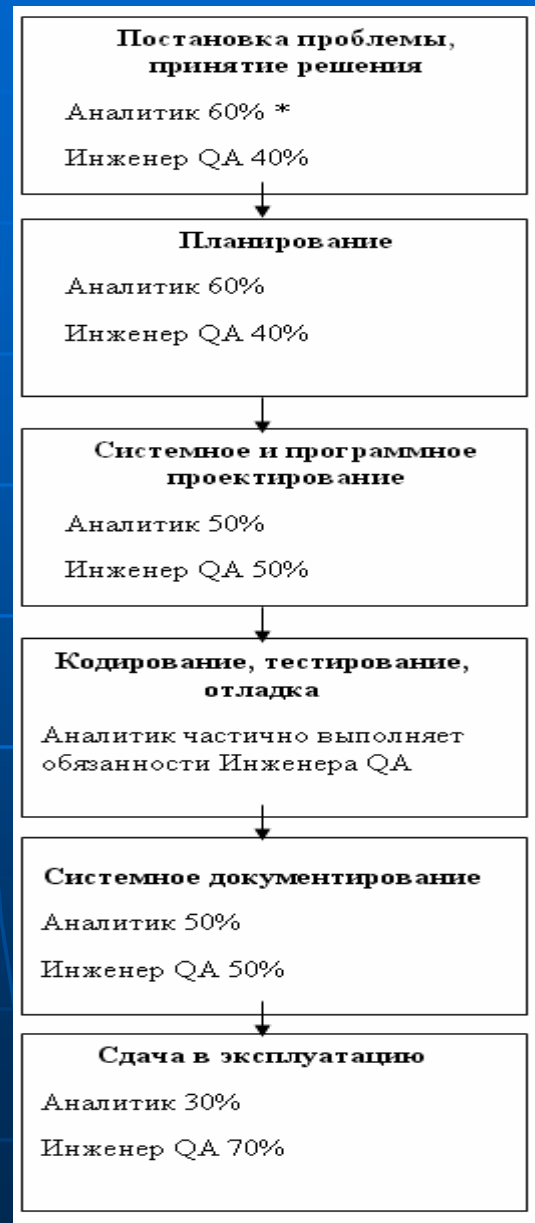 Постановка проблемы,
принятие решения
Аналитик 60% *
Инженер QA 40%
Планирование
Аналитик 60%
Инженер QA 40%
Системное и программное
проектирование
Аналитик 50%
Инженер QA 50%
Кодирование, тестирование,
отладка
Аналитик частично выполняет
обязанности Инженера QA
Системное документирование
Аналитик 50%
Инженер QA 50%
Сдача в эксплуатацию
Аналитик 30%
Инженер QA 70%